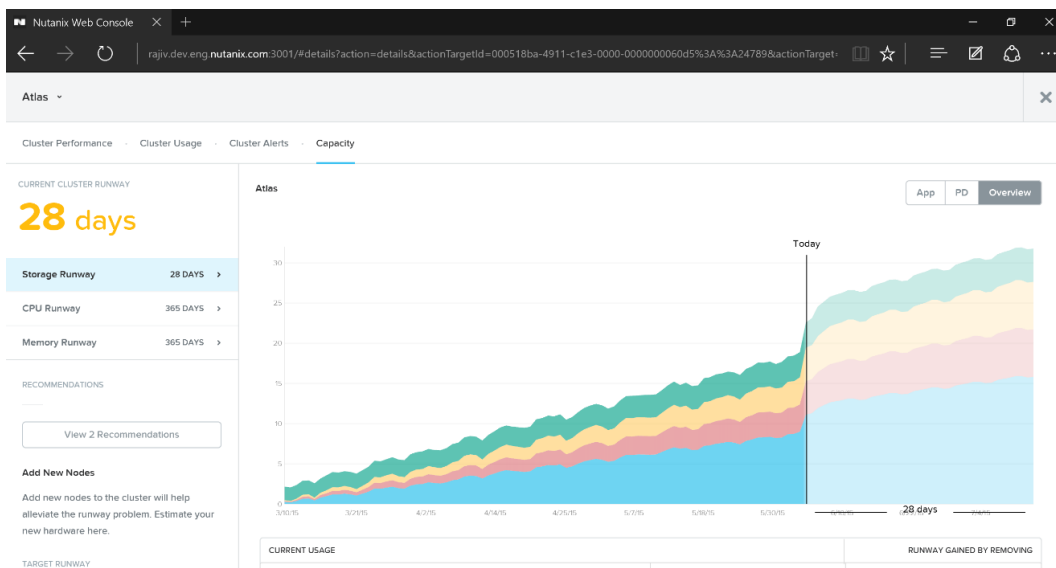 Nutanix Web Console
rajiv.dev.eng.nutanix.com:3001/#details?action=details&actionTargetId=000518ba-4911-c1e3-0000-0000000060d5%3A%3A24789&actionTarget=
Atlas
Cluster Performance Cluster Usage Cluster Alerts Capacity
CURRENT CLUSTER RUNWAY
28 days
Storage Runway 28 DAYS
CPU Runway 365 DAYS
Memory Runway 365 DAYS
RECOMMENDATIONS
View 2 Recommendations
Add New Nodes
Add new nodes to the cluster will help
alleviate the runway problem. Estimate your
new hardware here.
TARGET RUNWAY
Atlas
App PD Overview
Today
30
25
20
15
10
5
0
3/10/15 3/21/15 4/2/15 4/14/15 4/25/15 5/7/15 5/18/15 5/30/15 6/10/15 7/4/15
28 days
CURRENT USAGE RUNWAY GAINED BY REMOVING